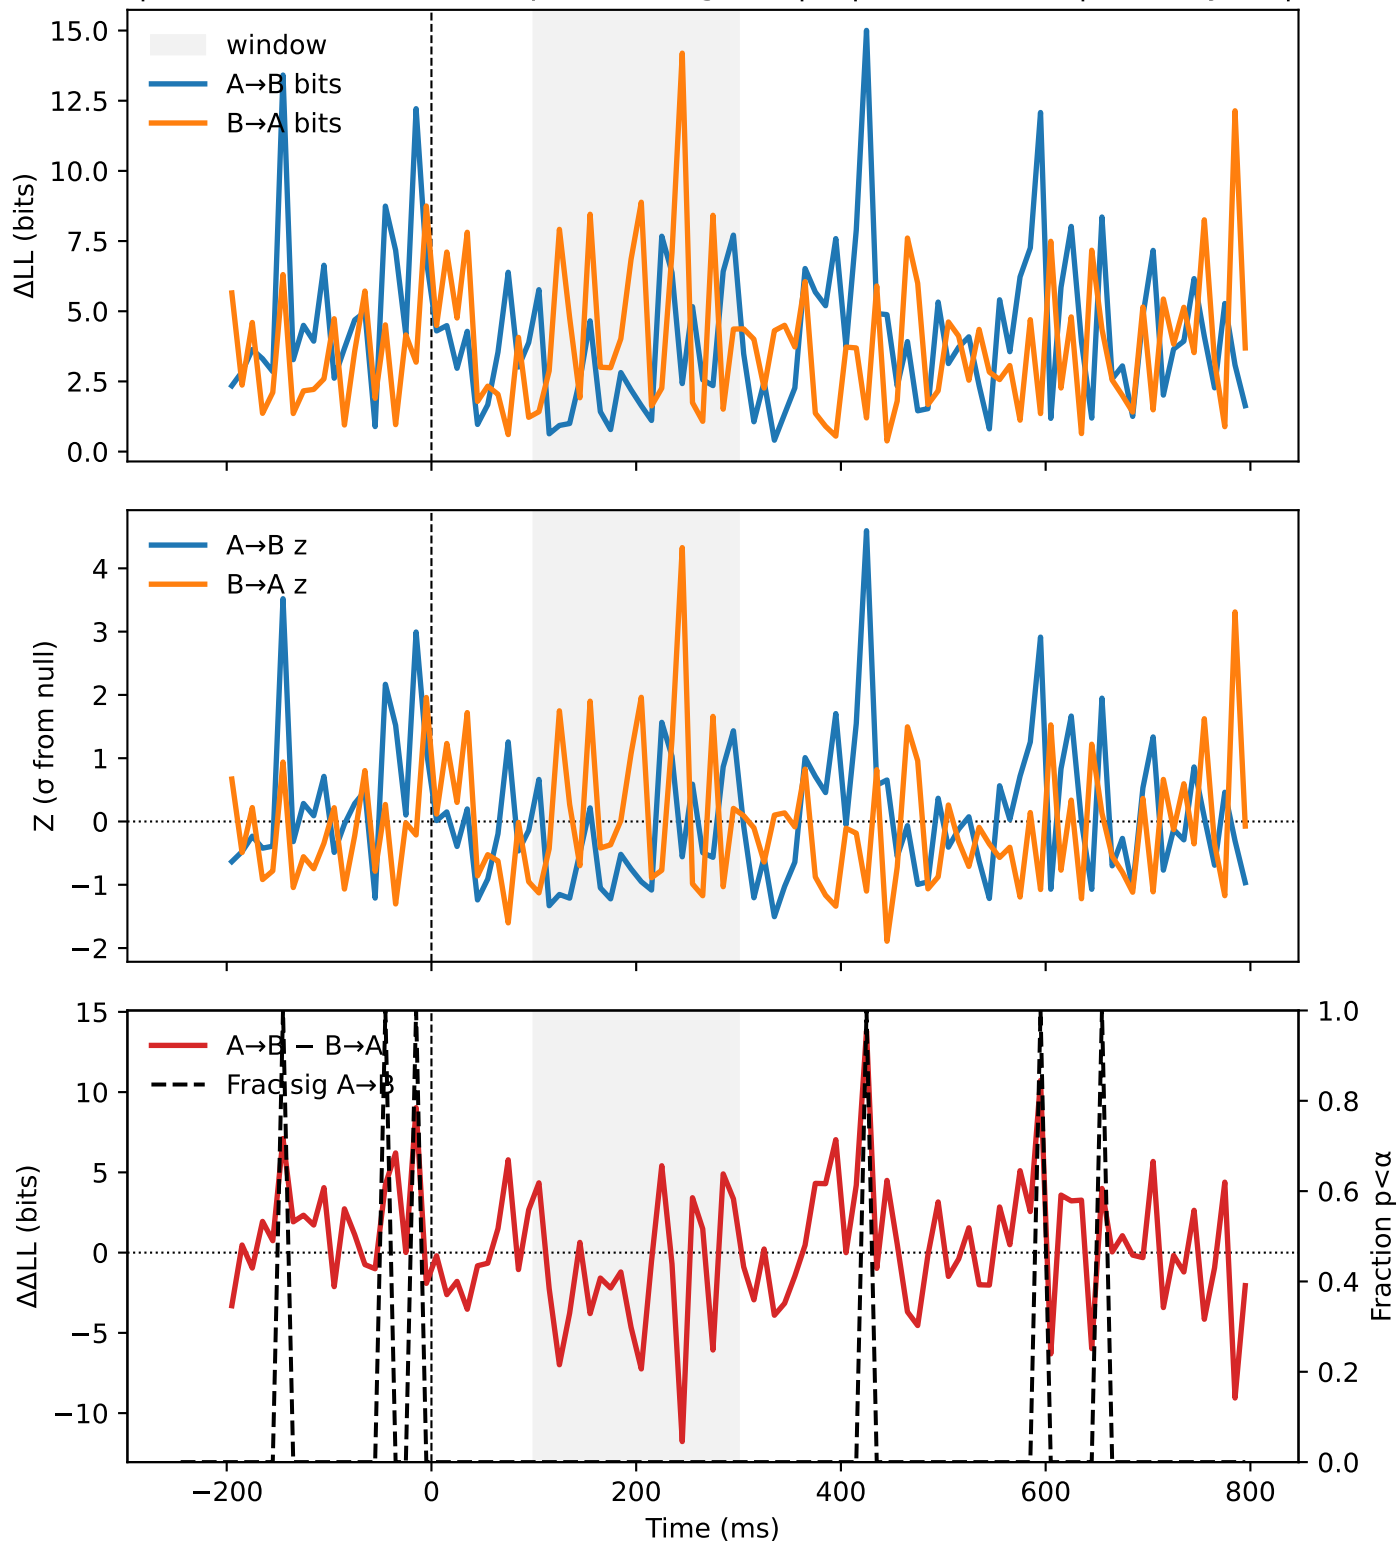 15.0
12.5
10.0
7.5
5.0
2.5
0.0
ΔLL (bits)
window
A→B bits
B→A bits
4
3
2
1
0
−1
−2
Z (σ from null)
A→B z
B→A z
15
10
5
0
−5
−10
ΔΔLL (bits)
A→B − B→A
Frac sig A→B
1.0
0.8
0.6
0.4
0.2
0.0
Fraction p<α
−200 0 200 400 600 800
Time (ms)